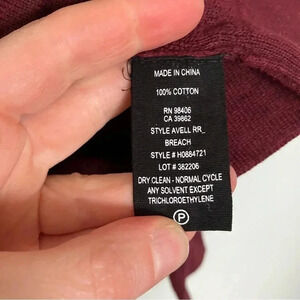 MADE IN CHINA
100% COTTON
RN 98406
CA 39862
STYLE AVELL RR_
BREACH
STYLE # H0884721
LOT # 382206
DRY CLEAN - NORMAL CYCLE
ANY SOLVENT EXCEPT
TRICHLOROETHYLENE
P